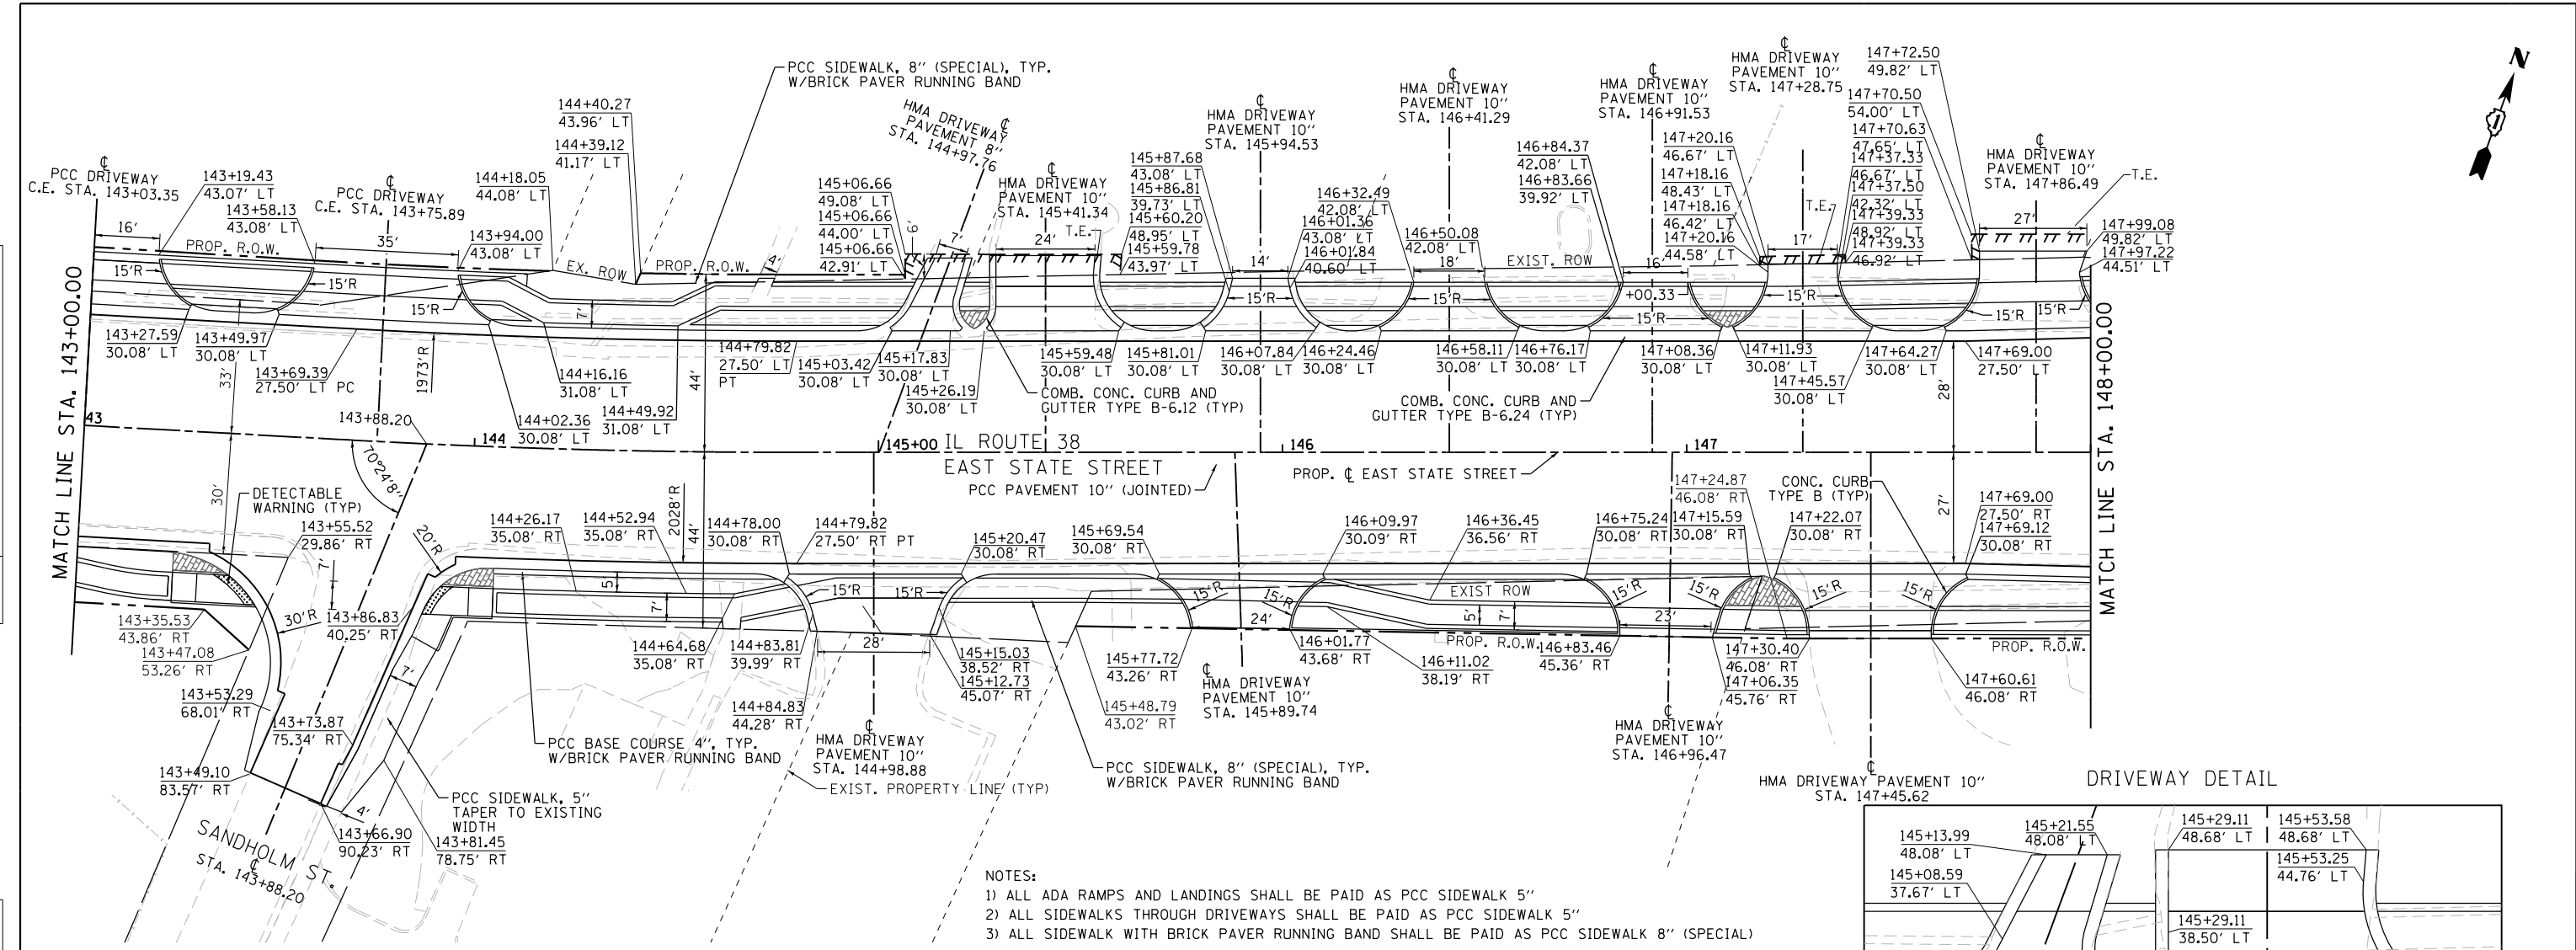 PCC SIDEWALK, 8'' (SPECIAL), TYP.
W/BRICK PAVER RUNNING BAND
N
1
℄
PCC DRIVEWAY
C.E. STA. 143+03.35
143+19.43
43.07' LT
143+58.13
43.08' LT
℄
PCC DRIVEWAY
C.E. STA. 143+75.89
143+94.00
43.08' LT
144+18.05
44.08' LT
144+40.27
43.96' LT
144+39.12
41.17' LT
145+06.66
49.08' LT
145+06.66
44.00' LT
145+06.66
42.91' LT
℄
HMA DRIVEWAY
PAVEMENT 8''
STA. 144+97.76
℄
HMA DRIVEWAY
PAVEMENT 10''
STA. 145+41.34
145+87.68
43.08' LT
145+86.81
39.73' LT
145+60.20
48.95' LT
145+59.78
43.97' LT
℄
HMA DRIVEWAY
PAVEMENT 10''
STA. 145+94.53
146+32.49
42.08' LT
146+01.36
43.08' LT
146+01.84
40.60' LT
℄
HMA DRIVEWAY
PAVEMENT 10''
STA. 146+41.29
146+50.08
42.08' LT
146+84.37
42.08' LT
146+83.66
39.92' LT
℄
HMA DRIVEWAY
PAVEMENT 10''
STA. 146+91.53
℄
HMA DRIVEWAY
PAVEMENT 10''
STA. 147+28.75
147+20.16
46.67' LT
147+18.16
48.43' LT
147+18.16
46.42' LT
147+20.16
44.58' LT
147+72.50
49.82' LT
147+70.50
54.00' LT
147+70.63
47.65' LT
147+37.33
46.67' LT
147+37.50
42.32' LT
147+39.33
48.92' LT
147+39.33
46.92' LT
℄
HMA DRIVEWAY
PAVEMENT 10''
STA. 147+86.49
T.E.
147+99.08
49.82' LT
147+97.22
44.51' LT
16'
PROP. R.O.W.
35'
EX. ROW
PROP. R.O.W.
4'
6'
7'
24'
T.E.
14'
18'
EXIST. ROW
16'
17'
T.E.
27'
15'R
15'R
15'R
7'
15'R
15'R
15'R
+00.33
15'R
15'R
15'R
143+27.59
30.08' LT
143+49.97
30.08' LT
143+69.39
27.50' LT PC
33'
1973'R
144+16.16
31.08' LT
144+02.36
30.08' LT
144+49.92
31.08' LT
44'
144+79.82
27.50' LT
PT
145+03.42
30.08' LT
145+17.83
30.08' LT
145+26.19
30.08' LT
145+59.48
30.08' LT
145+81.01
30.08' LT
146+07.84
30.08' LT
146+24.46
30.08' LT
146+58.11
30.08' LT
146+76.17
30.08' LT
147+08.36
30.08' LT
147+11.93
30.08' LT
147+45.57
30.08' LT
147+64.27
30.08' LT
147+69.00
27.50' LT
COMB. CONC. CURB AND
GUTTER TYPE B-6.12 (TYP)
COMB. CONC. CURB AND
GUTTER TYPE B-6.24 (TYP)
28'
MATCH LINE STA. 143+00.00
MATCH LINE STA. 148+00.00
43
143+88.20
144
145+00
IL ROUTE 38
146
147
EAST STATE STREET
PCC PAVEMENT 10'' (JOINTED)
PROP. ℄ EAST STATE STREET
70°24'8''
30'
DETECTABLE
WARNING (TYP)
143+55.52
29.86' RT
7'
20'R
144+26.17
35.08' RT
144+52.94
35.08' RT
2028'R
44'
144+78.00
30.08' RT
144+79.82
27.50' RT PT
145+20.47
30.08' RT
145+69.54
30.08' RT
146+09.97
30.09' RT
146+36.45
36.56' RT
146+75.24
30.08' RT
147+24.87
46.08' RT
147+15.59
30.08' RT
CONC. CURB
TYPE B (TYP)
147+22.07
30.08' RT
27'
147+69.00
27.50' RT
147+69.12
30.08' RT
5'
7'
15'R
15'R
15'R
15'R
EXIST ROW
5'
7'
15'R
15'R
15'R
15'R
143+35.53
43.86' RT
143+47.08
53.26' RT
30'R
143+86.83
40.25' RT
143+53.29
68.01' RT
143+73.87
75.34' RT
7'
143+49.10
83.57' RT
4'
143+66.90
90.23' RT
143+81.45
78.75' RT
PCC SIDEWALK, 5''
TAPER TO EXISTING
WIDTH
PCC BASE COURSE 4'', TYP.
W/BRICK PAVER RUNNING BAND
144+64.68
35.08' RT
144+83.81
39.99' RT
144+84.83
44.28' RT
28'
HMA DRIVEWAY
PAVEMENT 10''
STA. 144+98.88
℄
145+15.03
38.52' RT
145+12.73
45.07' RT
EXIST. PROPERTY LINE (TYP)
145+77.72
43.26' RT
145+48.79
43.02' RT
PCC SIDEWALK, 8'' (SPECIAL), TYP.
W/BRICK PAVER RUNNING BAND
24'
℄
HMA DRIVEWAY
PAVEMENT 10''
STA. 145+89.74
146+01.77
43.68' RT
146+11.02
38.19' RT
PROP. R.O.W.
146+83.46
45.36' RT
23'
℄
HMA DRIVEWAY
PAVEMENT 10''
STA. 146+96.47
147+30.40
46.08' RT
147+06.35
45.76' RT
147+60.61
46.08' RT
PROP. R.O.W.
℄
HMA DRIVEWAY PAVEMENT 10''
STA. 147+45.62
SANDHOLM ST.
℄
STA. 143+88.20
NOTES:
1) ALL ADA RAMPS AND LANDINGS SHALL BE PAID AS PCC SIDEWALK 5''
2) ALL SIDEWALKS THROUGH DRIVEWAYS SHALL BE PAID AS PCC SIDEWALK 5''
3) ALL SIDEWALK WITH BRICK PAVER RUNNING BAND SHALL BE PAID AS PCC SIDEWALK 8'' (SPECIAL)
DRIVEWAY DETAIL
145+13.99
48.08' LT
145+21.55
48.08' LT
145+29.11
48.68' LT
145+53.58
48.68' LT
145+08.59
37.67' LT
145+53.25
44.76' LT
145+29.11
38.50' LT